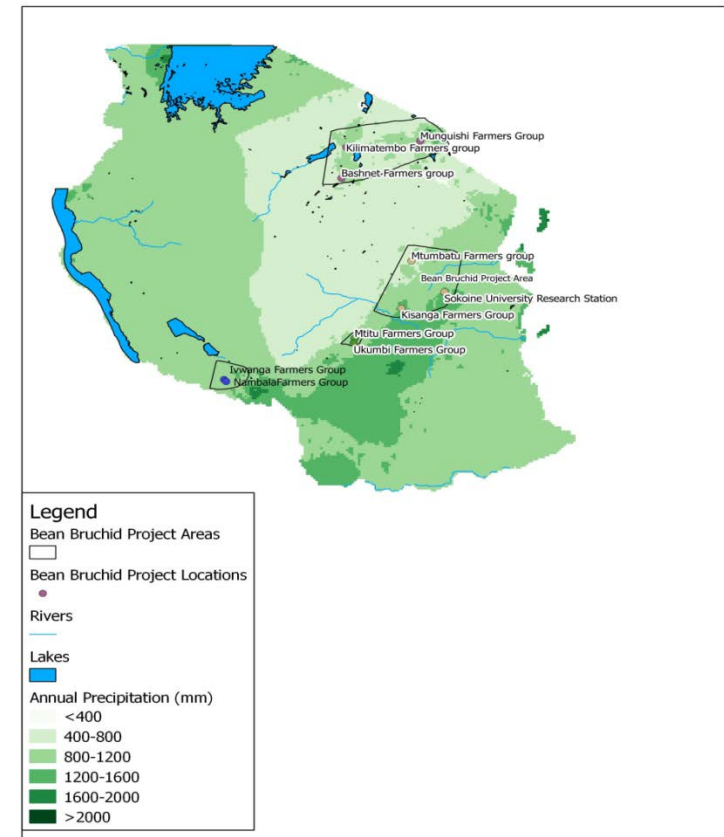 Munguishi Farmers Group
Kilimatembo Farmers group
Bashnet-Farmers group
Mtumbatu Farmers group
Bean Bruchid Project Area
Sokoine University Research Station
Kisanga Farmers Group
Mtitu Farmers Group
Ukumbi Farmers Group
Ivwanga Farmers Group
NambalaFarmers Group
Legend
Bean Bruchid Project Areas
Bean Bruchid Project Locations
Rivers
Lakes
Annual Precipitation (mm)
<400
400-800
800-1200
1200-1600
1600-2000
>2000